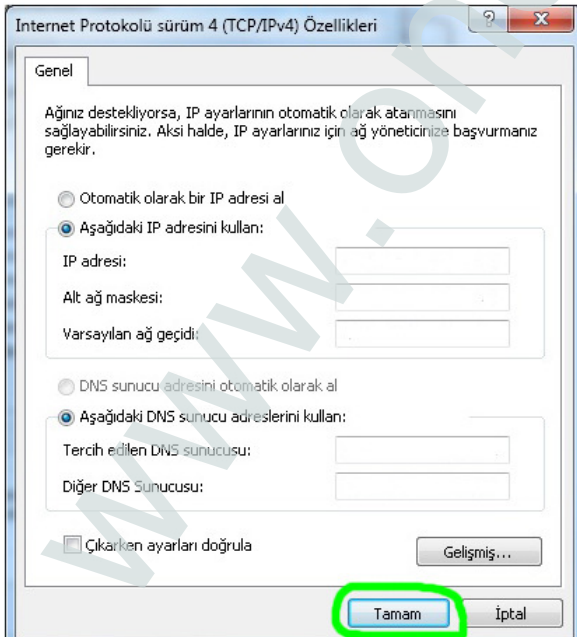 Internet Protokolü sürüm 4 (TCP/IPv4) Özellikleri
Genel
Ağınız destekliyorsa, IP ayarlarının otomatik olarak atanmasını
sağlayabilirsiniz. Aksi halde, IP ayarlarınız için ağ yöneticinize başvurmanız
gerekir.
Otomatik olarak bir IP adresi al
Aşağıdaki IP adresini kullan:
IP adresi:
Alt ağ maskesi:
Varsayılan ağ geçidi:
DNS sunucu adresini otomatik olarak al
Aşağıdaki DNS sunucu adreslerini kullan:
Tercih edilen DNS sunucusu:
Diğer DNS Sunucusu:
Çıkarken ayarları doğrula
Gelişmiş...
Tamam
İptal